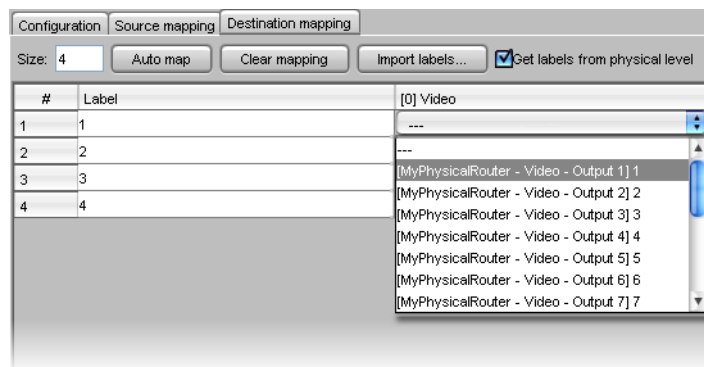 Configuration Source mapping Destination mapping
Size: 4 Auto map Clear mapping Import labels... Get labels from physical level
# Label [0] Video
1 1 ---
2 2 ---
3 3 [MyPhysicalRouter - Video - Output 1] 1
4 4 [MyPhysicalRouter - Video - Output 2] 2
[MyPhysicalRouter - Video - Output 3] 3
[MyPhysicalRouter - Video - Output 4] 4
[MyPhysicalRouter - Video - Output 5] 5
[MyPhysicalRouter - Video - Output 6] 6
[MyPhysicalRouter - Video - Output 7] 7